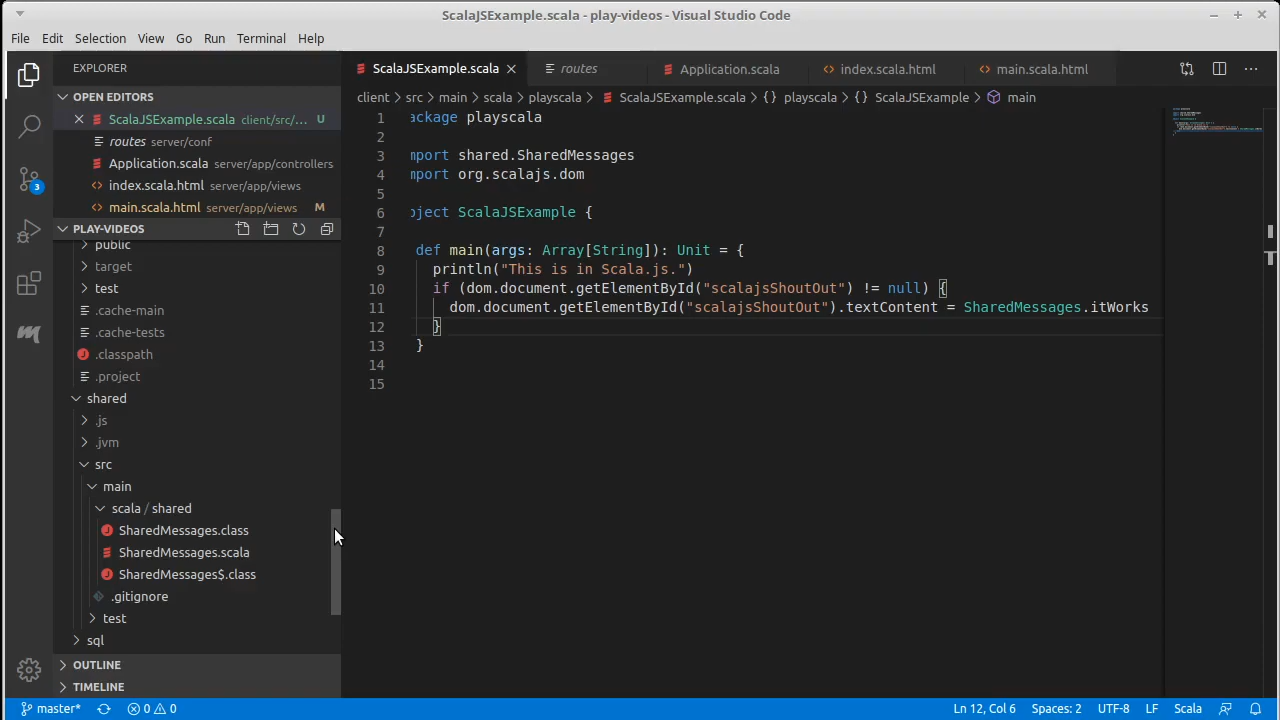 ScalaJSExample.scala - play-videos - Visual Studio Code
File Edit Selection View Go Run Terminal Help
EXPLORER
OPEN EDITORS
ScalaJSExample.scala client/src/... U
routes server/conf
Application.scala server/app/controllers
index.scala.html server/app/views
main.scala.html server/app/views M
PLAY-VIDEOS
public
target
test
.cache-main
.cache-tests
.classpath
.project
shared
.js
.jvm
src
main
scala / shared
SharedMessages.class
SharedMessages.scala
SharedMessages$.class
.gitignore
test
sql
OUTLINE
TIMELINE
3
ScalaJSExample.scala routes Application.scala index.scala.html main.scala.html
client > src > main > scala > playscala > ScalaJSExample.scala > {} playscala > {} ScalaJSExample > main
1 ackage playscala
2
3 mport shared.SharedMessages
4 mport org.scalajs.dom
5
6 bject ScalaJSExample {
7
8 def main(args: Array[String]): Unit = {
9 println("This is in Scala.js.")
10 if (dom.document.getElementById("scalajsShoutOut") != null) {
11 dom.document.getElementById("scalajsShoutOut").textContent = SharedMessages.itWorks
12 }
13 }
14
15
master* 0 0 Ln 12, Col 6 Spaces: 2 UTF-8 LF Scala